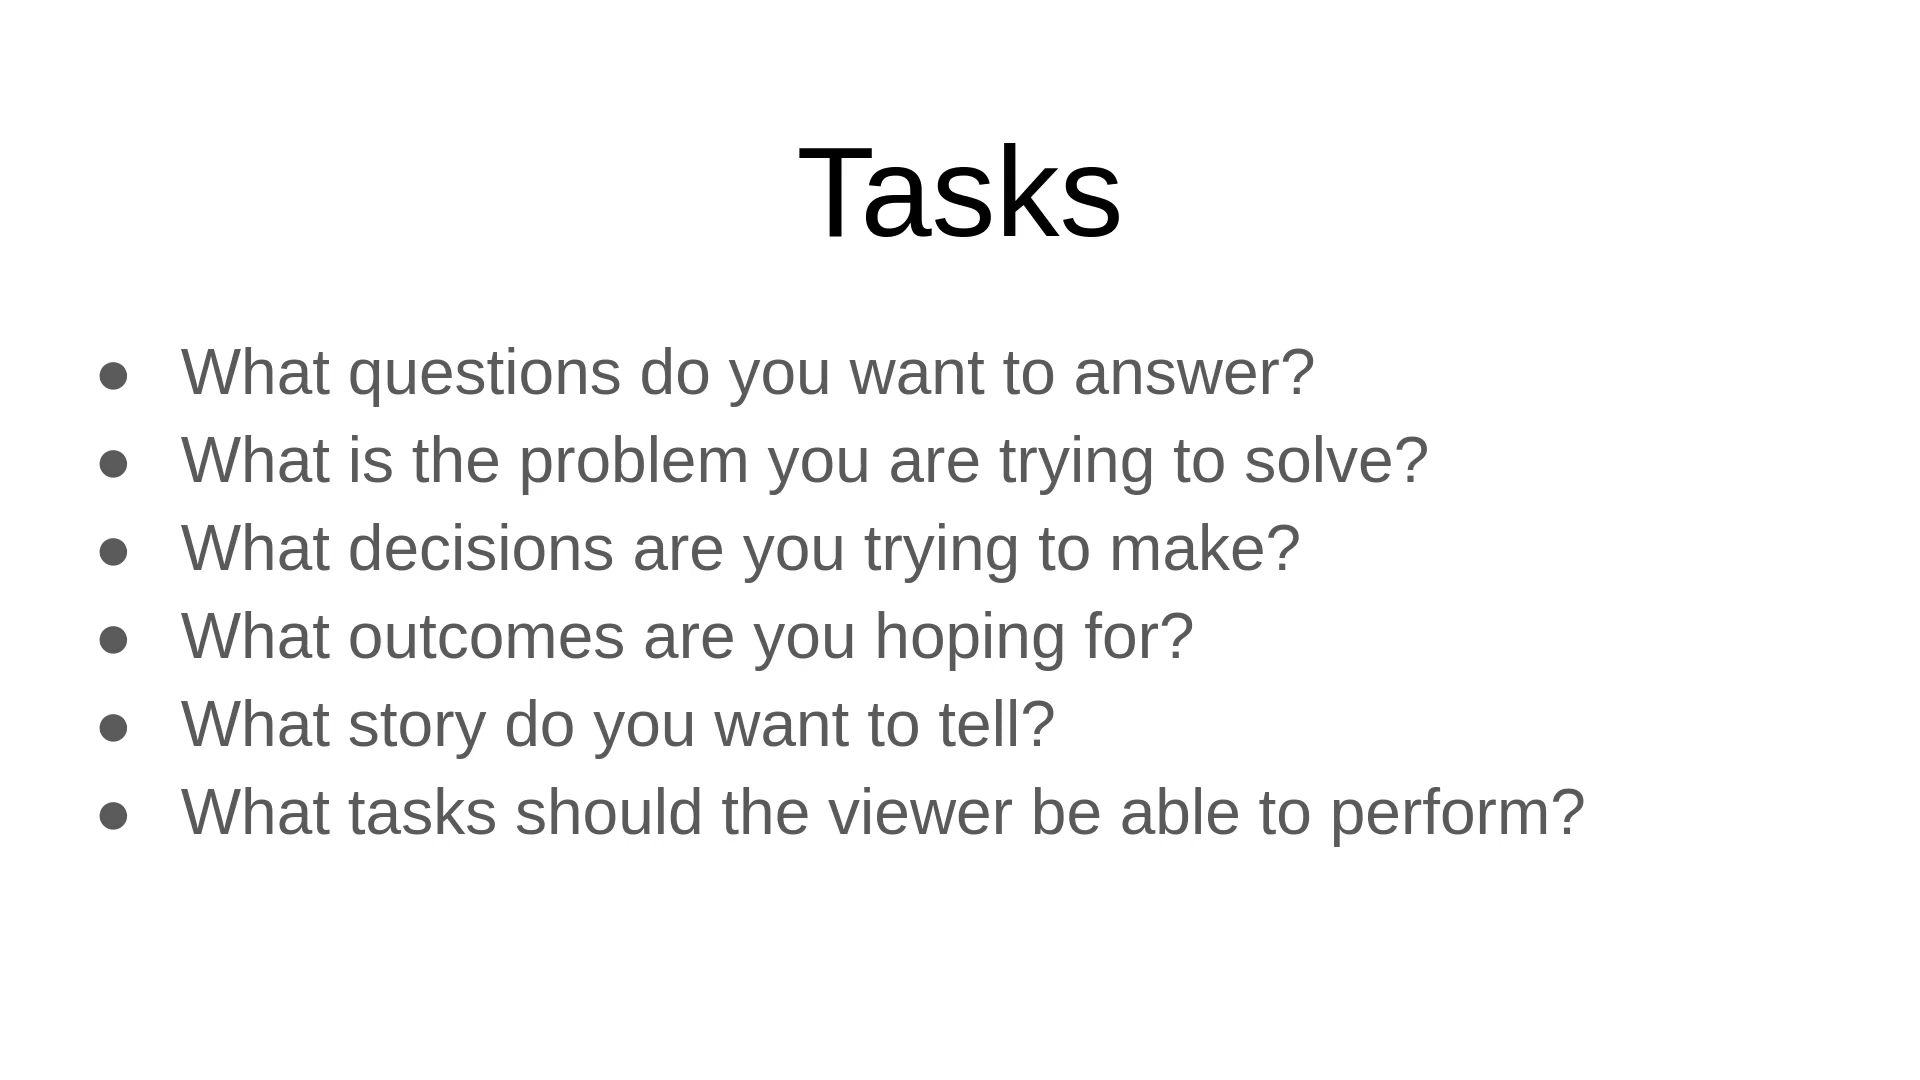 Tasks
● What questions do you want to answer?
● What is the problem you are trying to solve?
● What decisions are you trying to make?
● What outcomes are you hoping for?
● What story do you want to tell?
● What tasks should the viewer be able to perform?